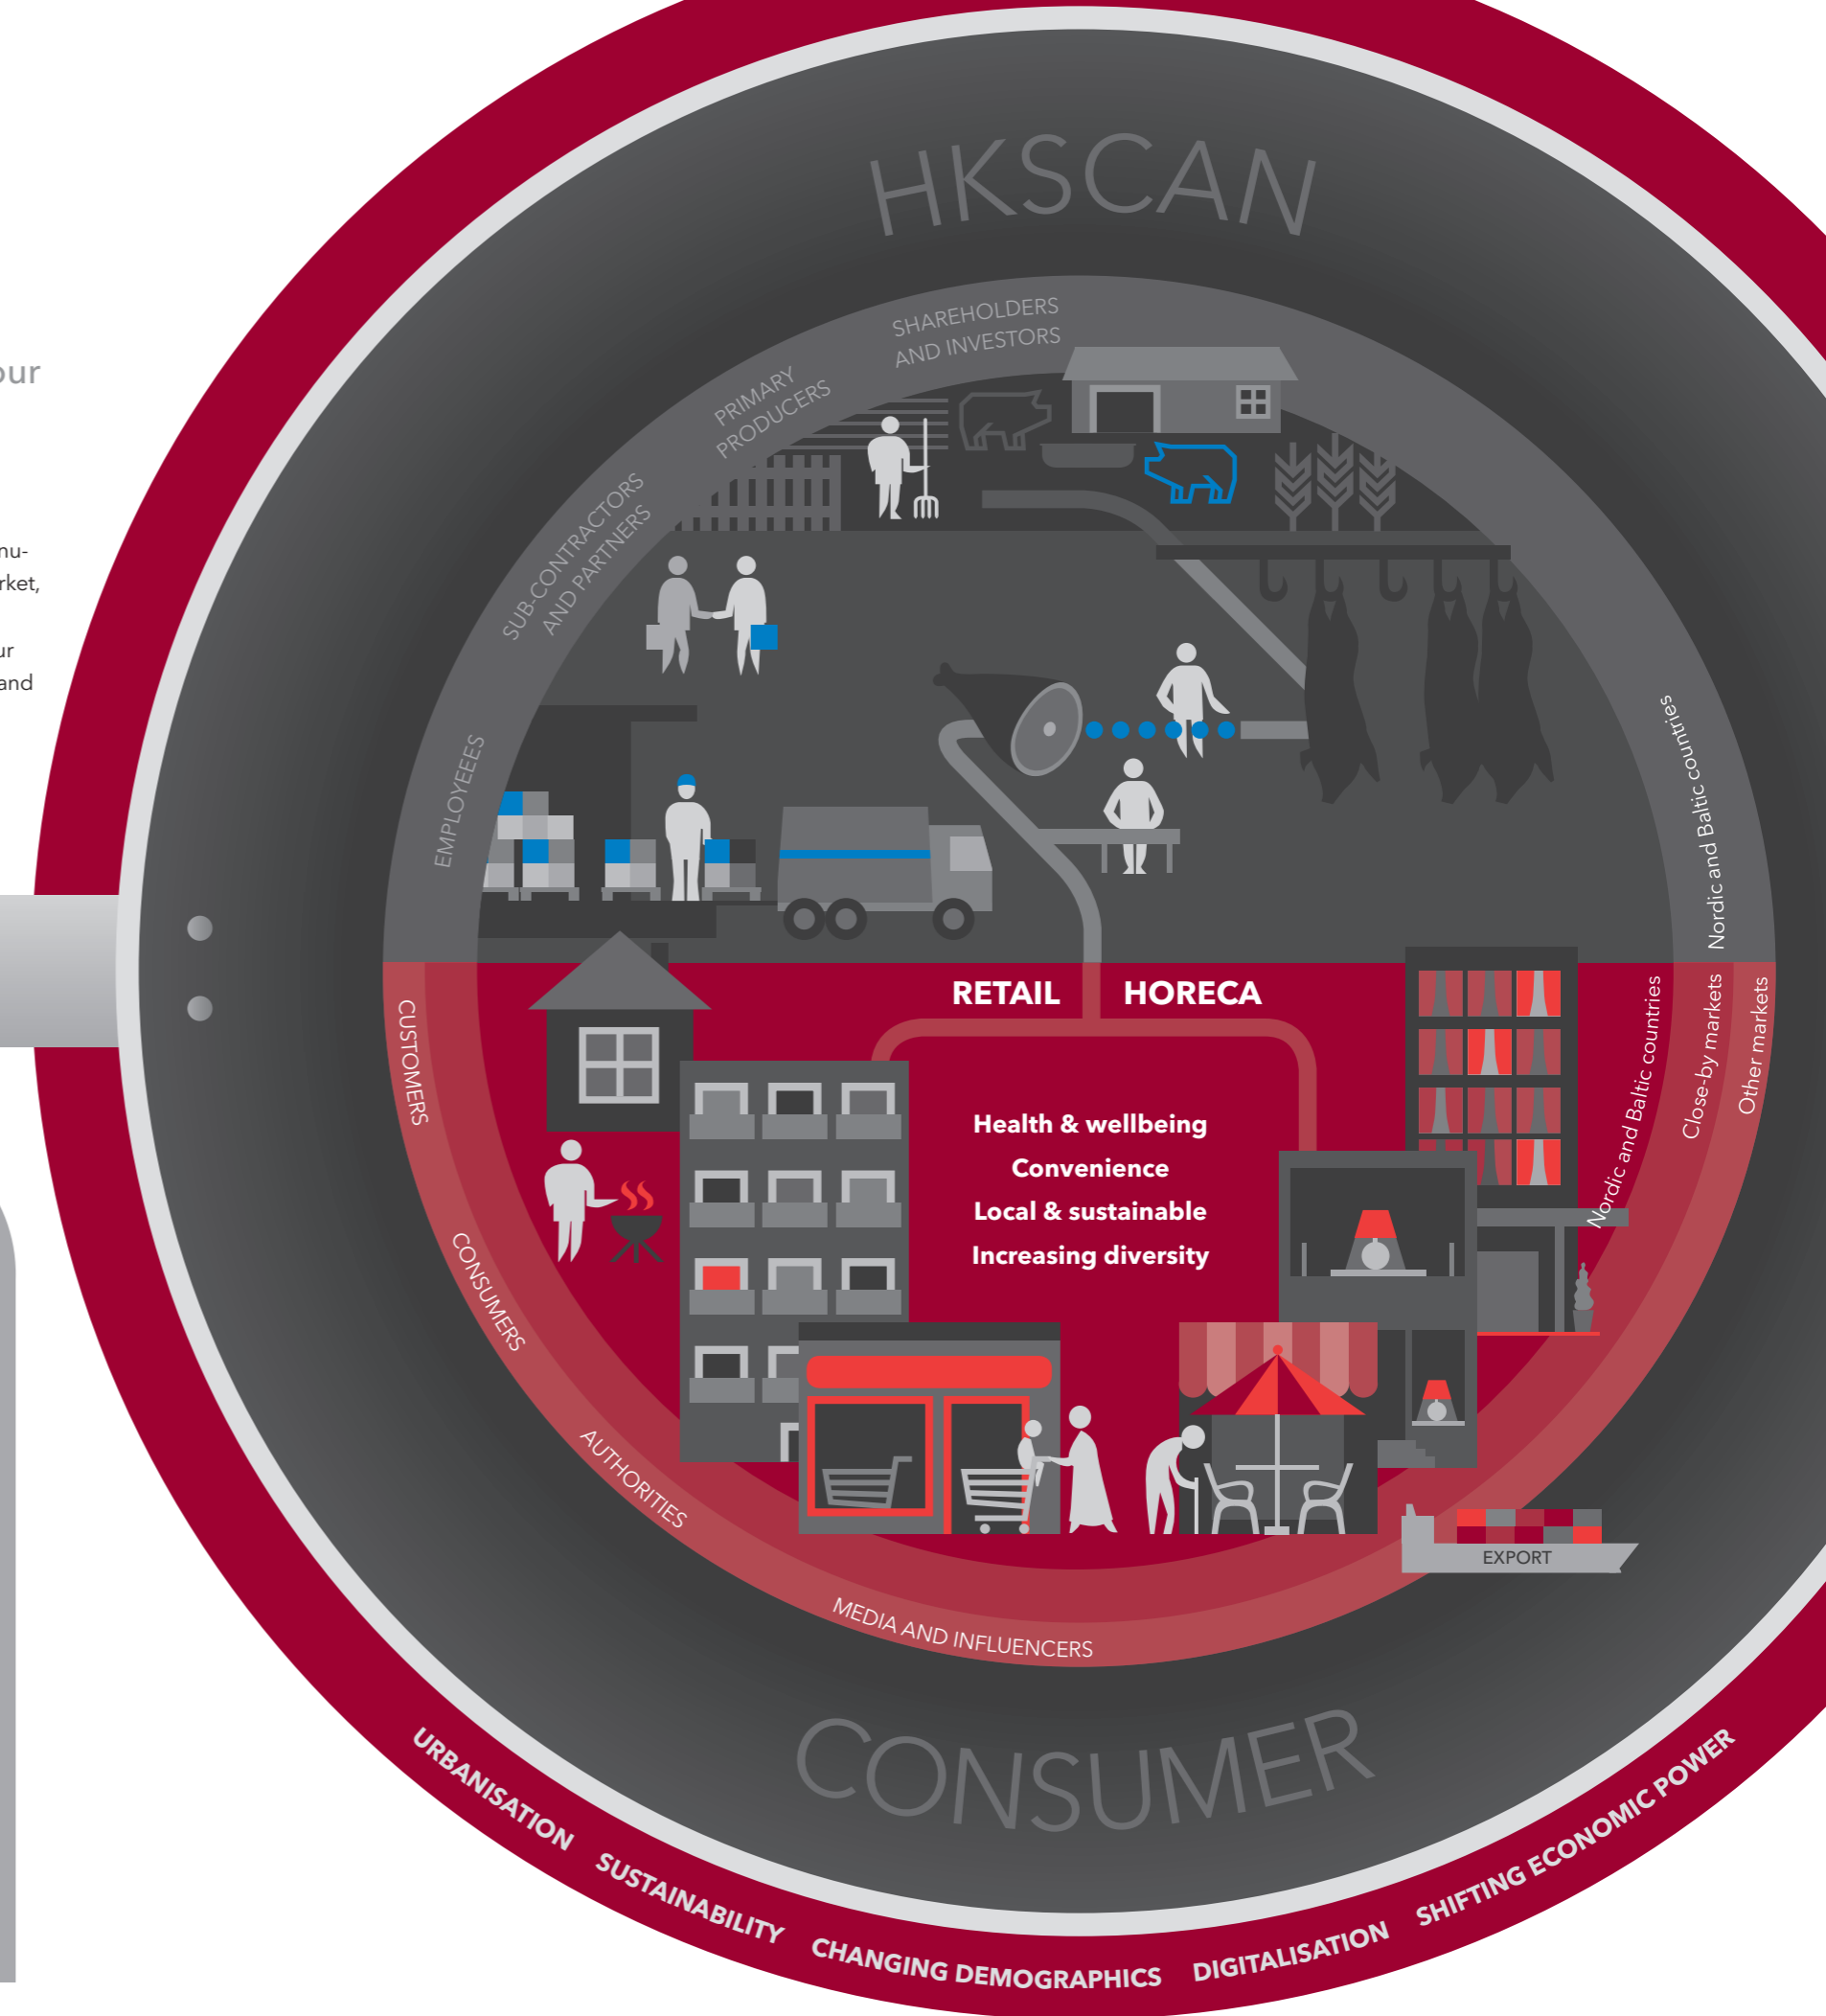 our
nu-
rket,
ur
and
HKSCAN
SHAREHOLDERS
AND INVESTORS
PRIMARY
PRODUCERS
SUB-CONTRACTORS
AND PARTNERS
EMPLOYEEES
Nordic and Baltic countries
RETAIL
HORECA
CUSTOMERS
CONSUMERS
AUTHORITIES
MEDIA AND INFLUENCERS
Health & wellbeing
Convenience
Local & sustainable
Increasing diversity
Nordic and Baltic countries
Close-by markets
Other markets
EXPORT
CONSUMER
URBANISATION
SUSTAINABILITY
CHANGING DEMOGRAPHICS
DIGITALISATION
SHIFTING ECONOMIC POWER